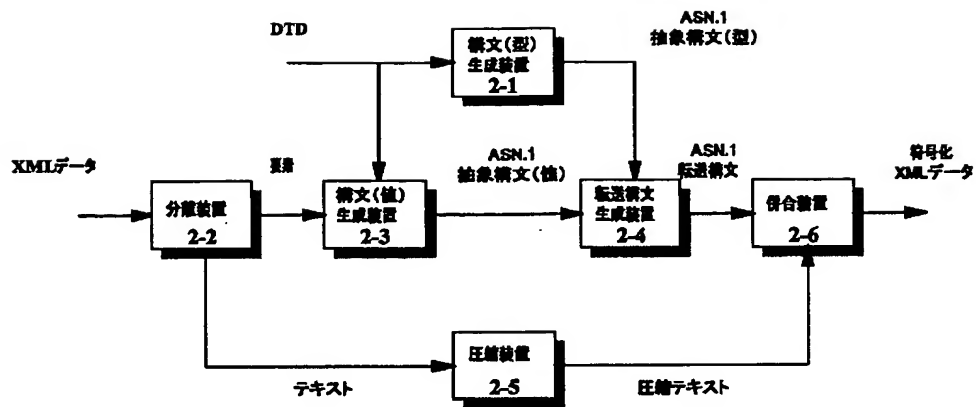 DTD
ASN.1
抽象構文(型)
構文(型)
生成装置
2-1
XMLデータ
要素
ASN.1
抽象構文(値)
ASN.1
転送構文
符号化
XMLデータ
分離装置
2-2
構文(値)
生成装置
2-3
転送構文
生成装置
2-4
併合装置
2-6
圧縮装置
2-5
テキスト
圧縮テキスト